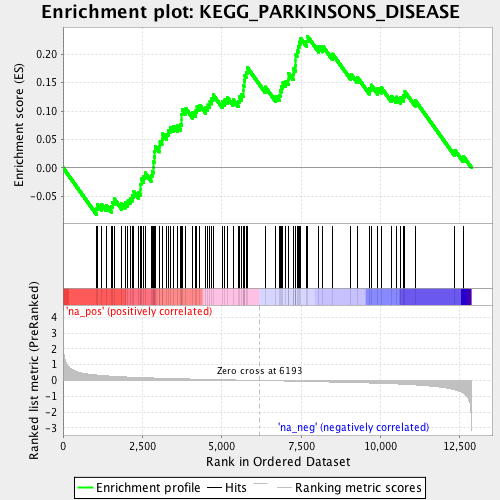 Enrichment plot: KEGG_PARKINSONS_DISEASE
Enrichment score (ES)
0.20
0.15
0.10
0.05
0.00
-0.05
'na_pos' (positively correlated)
Ranked list metric (PreRanked)
4
3
2
1
0
-1
-2
-3
Zero cross at 6193
'na_neg' (negatively correlated)
0
2,500
5,000
7,500
10,000
12,500
Rank in Ordered Dataset
Enrichment profile
Hits
Ranking metric scores